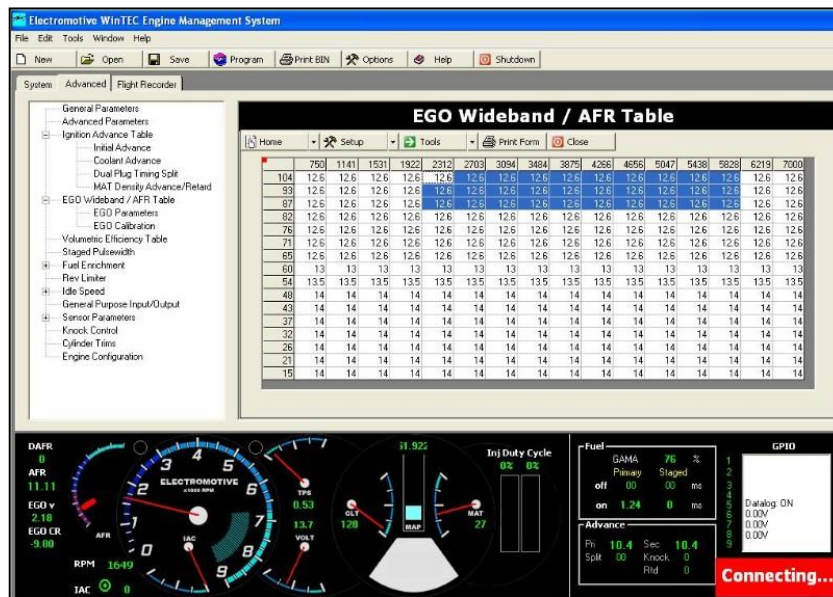 Electromotive WinTEC Engine Management System
File Edit Tools Window Help
New Open Save Program Print BIN Options Help Shutdown
System Advanced Flight Recorder
General Parameters
Advanced Parameters
Ignition Advance Table
Initial Advance
Coolant Advance
Dual Plug Timing Split
MAT Density Advance/Retard
EGO Wideband / AFR Table
EGO Parameters
EGO Calibration
Volumetric Efficiency Table
Staged Pulsewidth
Fuel Enrichment
Rev Limiter
Idle Speed
General Purpose Input/Output
Sensor Parameters
Knock Control
Cylinder Trims
Engine Configuration
EGO Wideband / AFR Table
Home Setup Tools Print Form Close
750 1141 1531 1922 2312 2703 3094 3484 3875 4266 4656 5047 5438 5828 6219 7000
104 12.6 12.6 12.6 12.6 12.6 12.6 12.6 12.6 12.6 12.6 12.6 12.6 12.6 12.6 12.6 12.6
93 12.6 12.6 12.6 12.6 12.6 12.6 12.6 12.6 12.6 12.6 12.6 12.6 12.6 12.6 12.6 12.6
87 12.6 12.6 12.6 12.6 12.6 12.6 12.6 12.6 12.6 12.6 12.6 12.6 12.6 12.6 12.6 12.6
82 12.6 12.6 12.6 12.6 12.6 12.6 12.6 12.6 12.6 12.6 12.6 12.6 12.6 12.6 12.6 12.6
76 12.6 12.6 12.6 12.6 12.6 12.6 12.6 12.6 12.6 12.6 12.6 12.6 12.6 12.6 12.6 12.6
71 12.6 12.6 12.6 12.6 12.6 12.6 12.6 12.6 12.6 12.6 12.6 12.6 12.6 12.6 12.6 12.6
65 12.6 12.6 12.6 12.6 12.6 12.6 12.6 12.6 12.6 12.6 12.6 12.6 12.6 12.6 12.6 12.6
60 13 13 13 13 13 13 13 13 13 13 13 13 13 13 13 13
54 13.5 13.5 13.5 13.5 13.5 13.5 13.5 13.5 13.5 13.5 13.5 13.5 13.5 13.5 13.5 13.5
48 14 14 14 14 14 14 14 14 14 14 14 14 14 14 14 14
43 14 14 14 14 14 14 14 14 14 14 14 14 14 14 14 14
37 14 14 14 14 14 14 14 14 14 14 14 14 14 14 14 14
32 14 14 14 14 14 14 14 14 14 14 14 14 14 14 14 14
26 14 14 14 14 14 14 14 14 14 14 14 14 14 14 14 14
21 14 14 14 14 14 14 14 14 14 14 14 14 14 14 14 14
15 14 14 14 14 14 14 14 14 14 14 14 14 14 14 14 14
DAFR
0
AFR
11.11
EGO v
2.18
EGO CR
-9.80
AFR
RPM 1649
IAC 0
0 1 2 3 4 5 6 7 8 9
ELECTROMOTIVE
x1000 RPM
IAC
TPS
0.53
13.7
VOLT
CLT
128
MAP
MAT
27
Inj Duty Cycle
0% 0%
Fuel
GAMA 76 %
Primary Staged
off 00 00 ms
on 1.24 0 ms
Advance
Pri 10.4 Sec 10.4
Split 00 Knock 0
Rtd 0
GPIO
1
2
3
4
5
6
7
8
9
Datalog: ON
0.00V
0.00V
0.00V
Connecting...